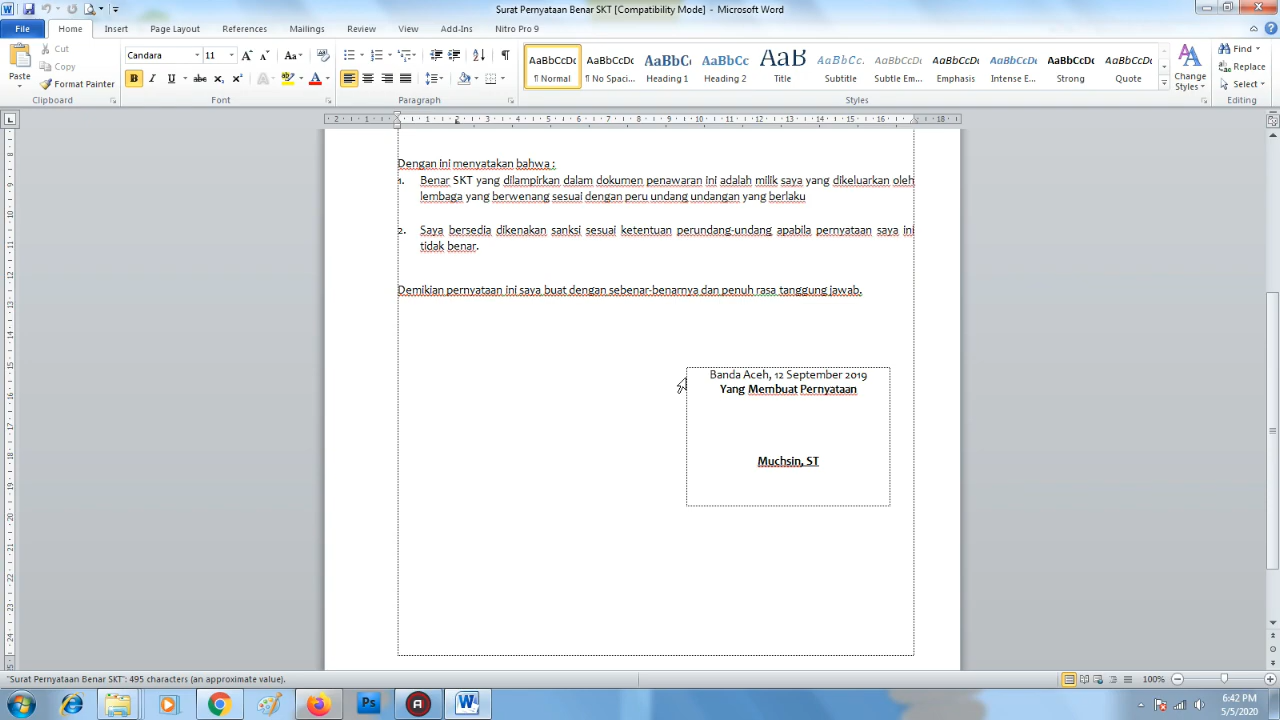 Surat Pernyataan Benar SKT [Compatibility Mode] - Microsoft Word
File Home Insert Page Layout References Mailings Review View Add-Ins Nitro Pro 9
Paste
Cut
Copy
Format Painter
Clipboard
Candara 11
Font
Paragraph
AaBbCcDc AaBbCcDc AaBbCc AaBbCc AaB AaBbCc. AaBbCcDc AaBbCcDc AaBbCcDc AaBbCcDc AaBbCcDc
¶ Normal ¶ No Spaci... Heading 1 Heading 2 Title Subtitle Subtle Em... Emphasis Intense E... Strong Quote
Change Styles
Styles
Find
Replace
Select
Editing
Dengan ini menyatakan bahwa :
1. Benar SKT yang dilampirkan dalam dokumen penawaran ini adalah milik saya yang dikeluarkan oleh
lembaga yang berwenang sesuai dengan peru undang undangan yang berlaku
2. Saya bersedia dikenakan sanksi sesuai ketentuan perundang-undang apabila pernyataan saya ini
tidak benar.
Demikian pernyataan ini saya buat dengan sebenar-benarnya dan penuh rasa tanggung jawab.
Banda Aceh, 12 September 2019
Yang Membuat Pernyataan
Muchsin, ST
"Surat Pernyataan Benar SKT": 495 characters (an approximate value).
100%
6:42 PM
5/5/2020